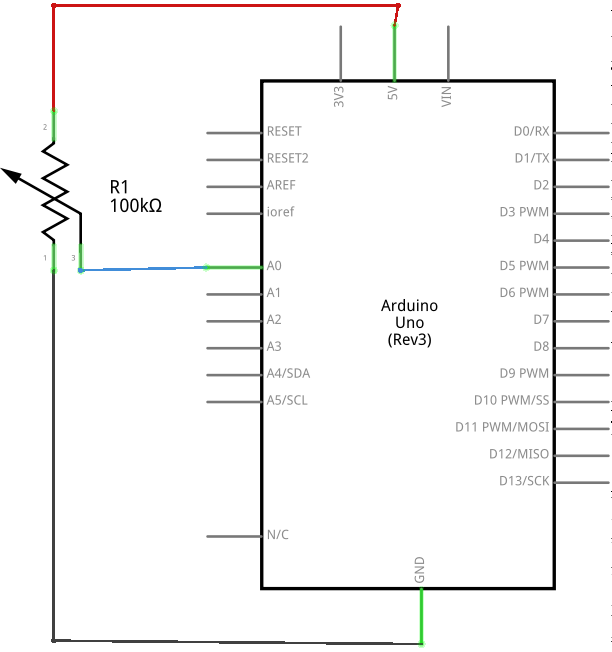 3V3
5V
VIN
2
RESET
D0/RX
RESET2
D1/TX
R1
100kΩ
AREF
D2
ioref
D3 PWM
D4
1
3
A0
D5 PWM
A1
D6 PWM
Arduino
Uno
(Rev3)
A2
D7
A3
D8
A4/SDA
D9 PWM
A5/SCL
D10 PWM/SS
D11 PWM/MOSI
D12/MISO
D13/SCK
N/C
GND